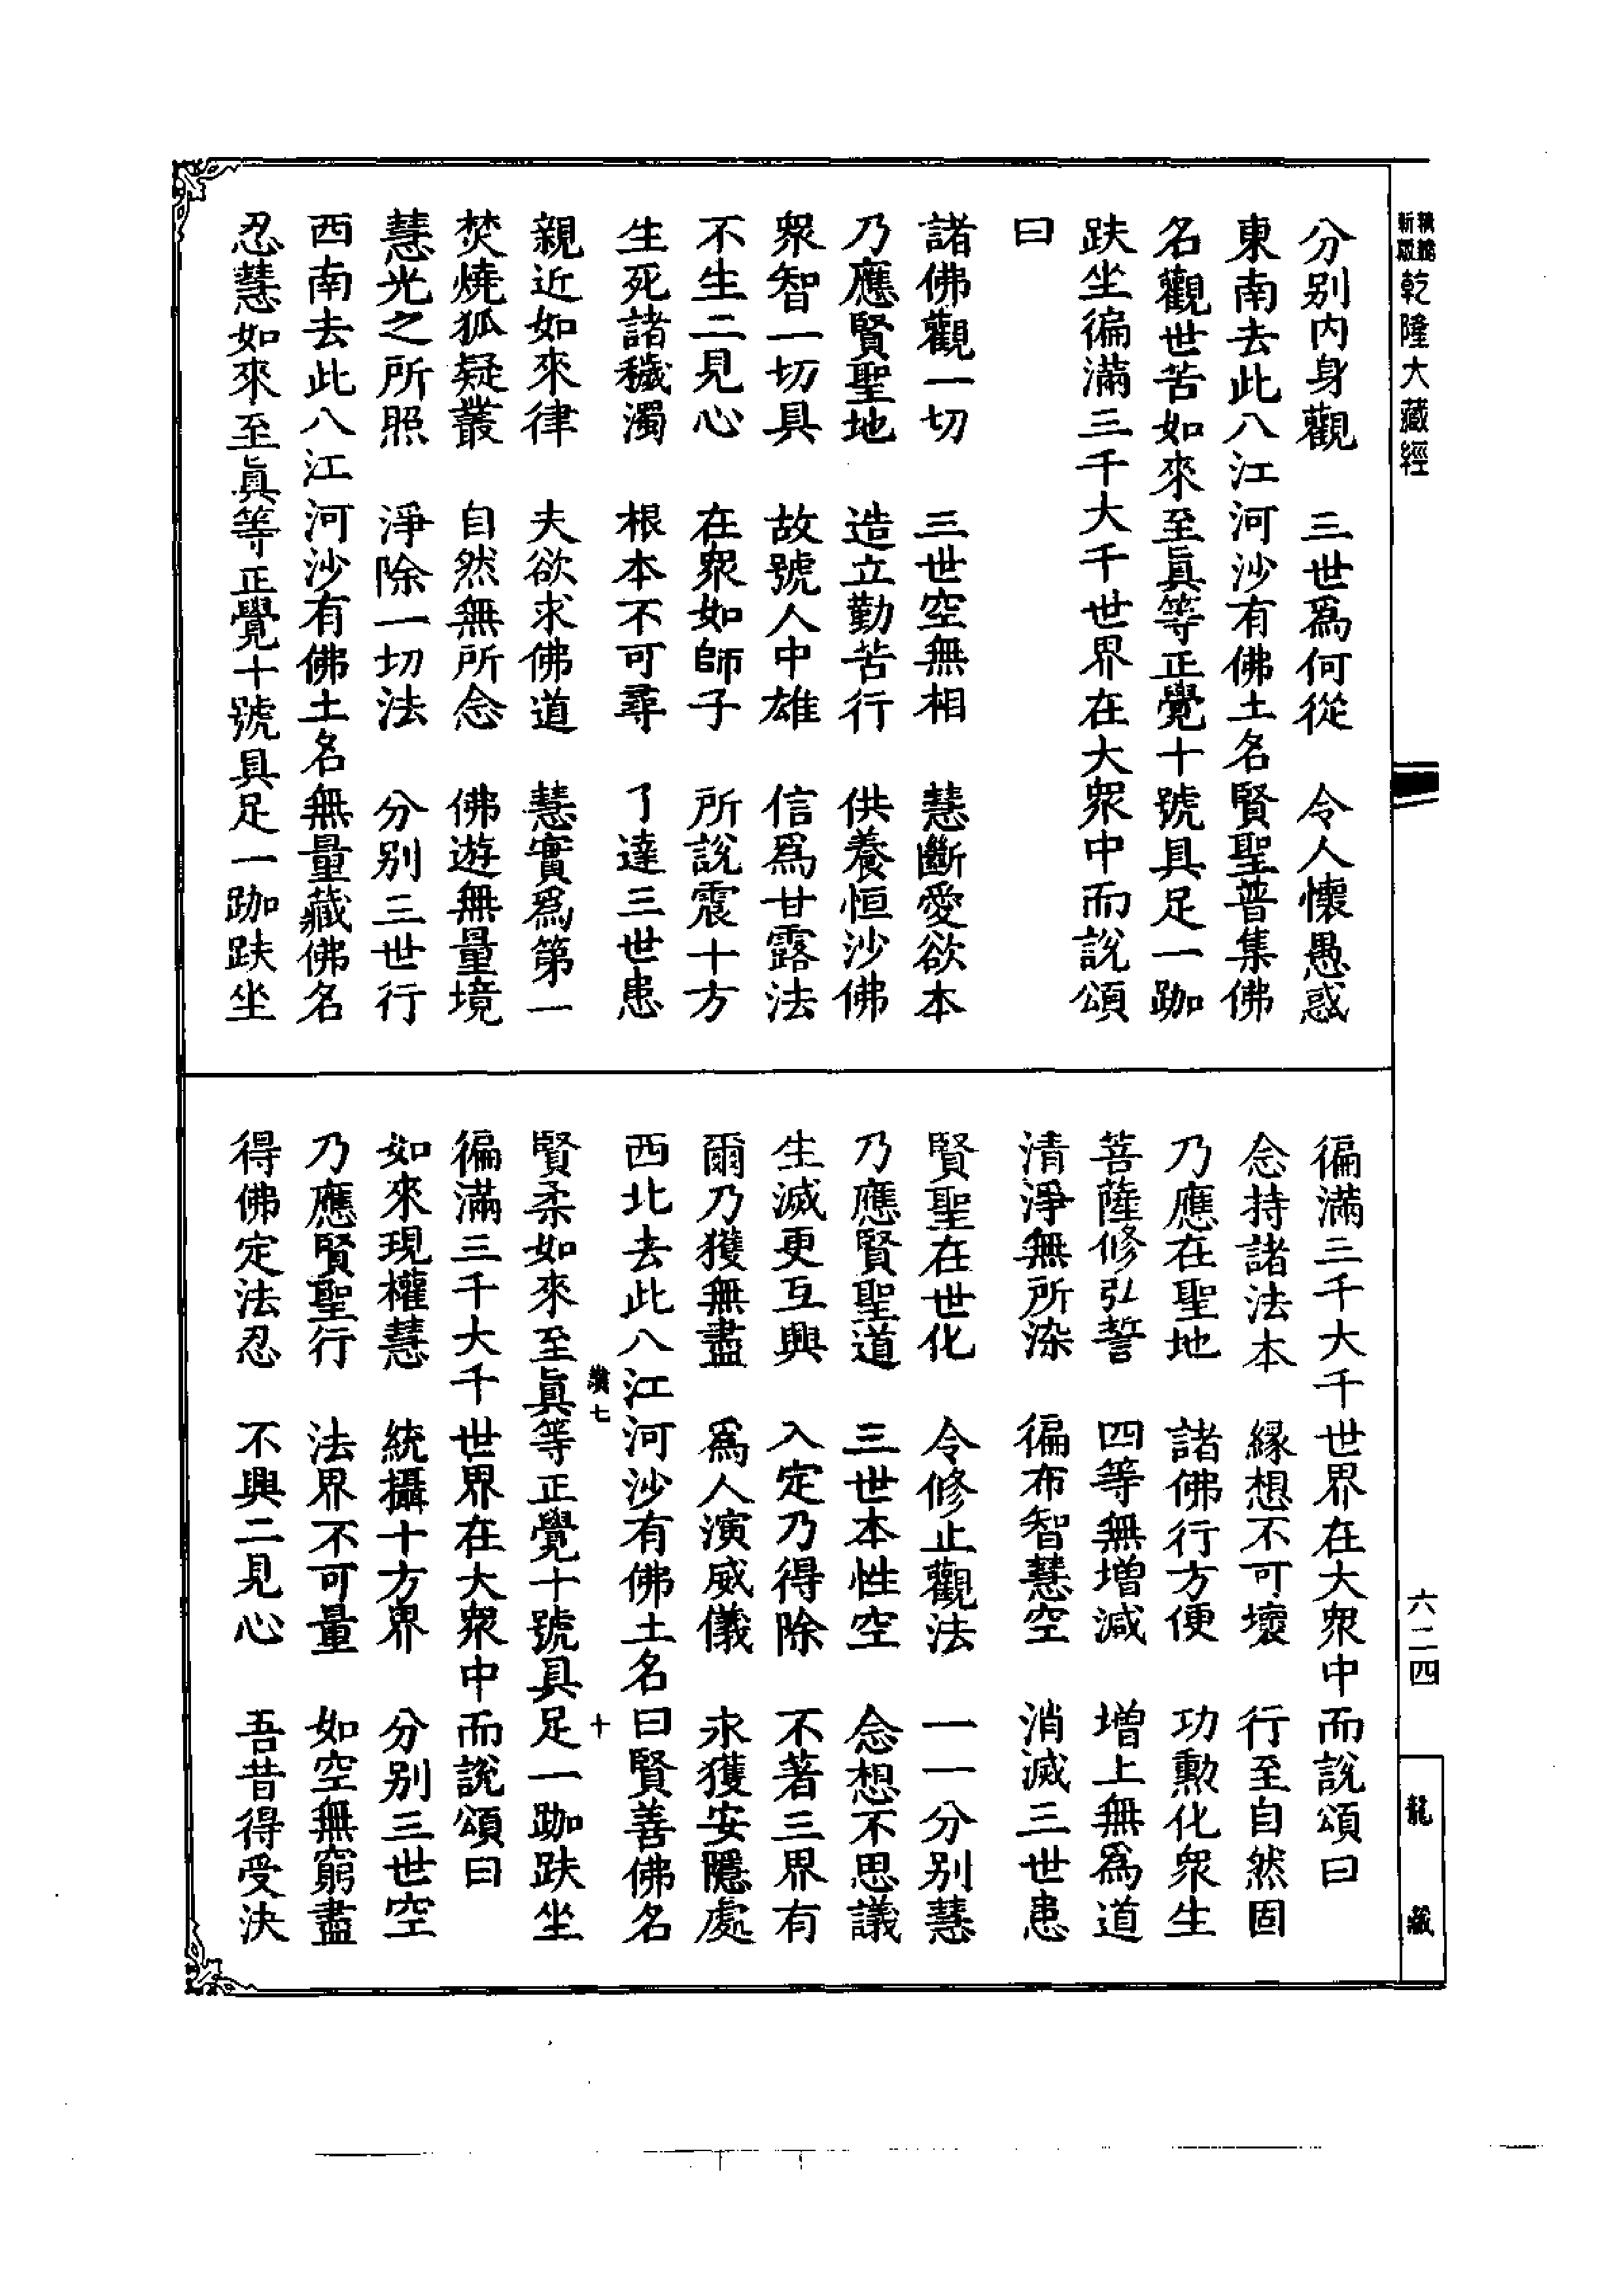 乾隆大藏經
分别内身觀　三世爲何從　令人懷愚惑
東南去此八江河沙有佛土名賢聖普集佛
名觀世苦如來至眞等正覺十號具足一跏
趺坐徧滿三千大千世界在大衆中而說頌
曰
諸佛觀一切　三世空無相　慧斷愛欲本
乃應賢聖地　造立勤苦行　供養恒沙佛
衆智一切具　故號人中雄　信爲甘露法
不生二見心　在衆如師子　所說震十方
生死諸穢濁　根本不可尋　了達三世患
親近如來律　夫欲求佛道　慧實爲第一
焚燒狐疑叢　自然無所念　佛遊無量境
慧光之所照　淨除一切法　分别三世行
西南去此八江河沙有佛土名無量藏佛名
忍慧如來至眞等正覺十號具足一跏趺坐
徧滿三千大千世界在大衆中而說頌曰
念持諸法本　緣想不可壞　行至自然固
乃應在聖地　諸佛行方便　功勳化衆生
菩薩修弘誓　四等無增減　增上無爲道
清淨無所染　徧布智慧空　消滅三世患
賢聖在世化　令修止觀法　一一分别慧
乃應賢聖道　三世本性空　念想不思議
生滅更互興　入定乃得除　不著三界有
爾乃獲無盡　爲人演威儀　永獲安隱處
西北去此八江河沙有佛土名曰賢善佛名
七　十
賢柔如來至眞等正覺十號具足一跏趺坐
徧滿三千大千世界在大衆中而說頌曰
如來現權慧　統攝十方界　分别三世空
乃應賢聖行　法界不可量　如空無窮盡
得佛定法忍　不興二見心　吾昔得受決
六二四
龍藏